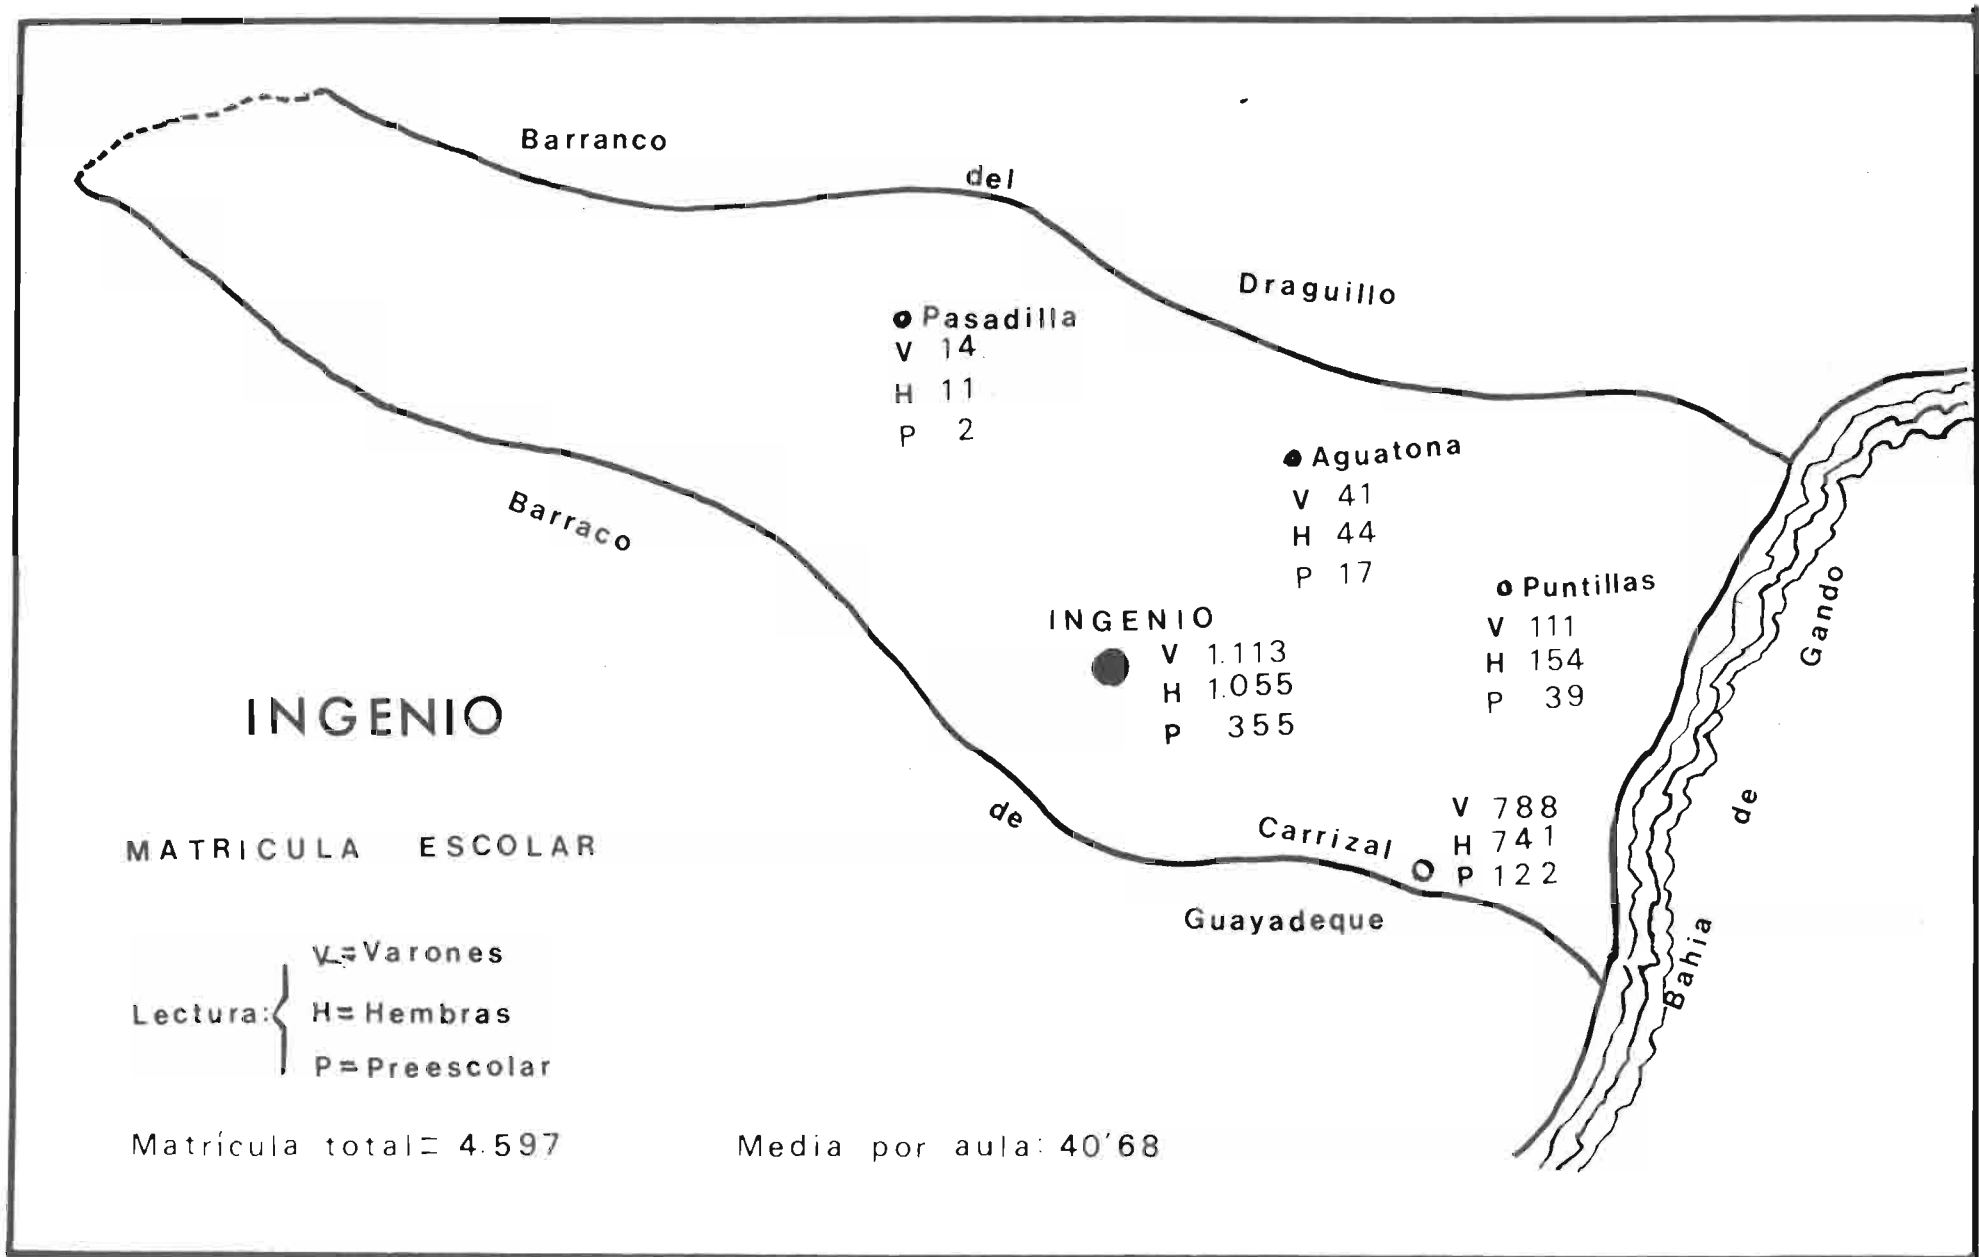 Barranco
del
Draguillo
Pasadilla
V 14
H 11
P 2
Aguatona
V 41
H 44
P 17
Barraco
Puntillas
V 111
H 154
P 39
INGENIO
V 1.113
H 1.055
P 355
Gando
de
Bahia
INGENIO
de
Carrizal
V 788
H 741
P 122
Guayadeque
MATRICULA ESCOLAR
Lectura:
V=Varones
H=Hembras
P=Preescolar
Matrícula total= 4.597
Media por aula: 40'68